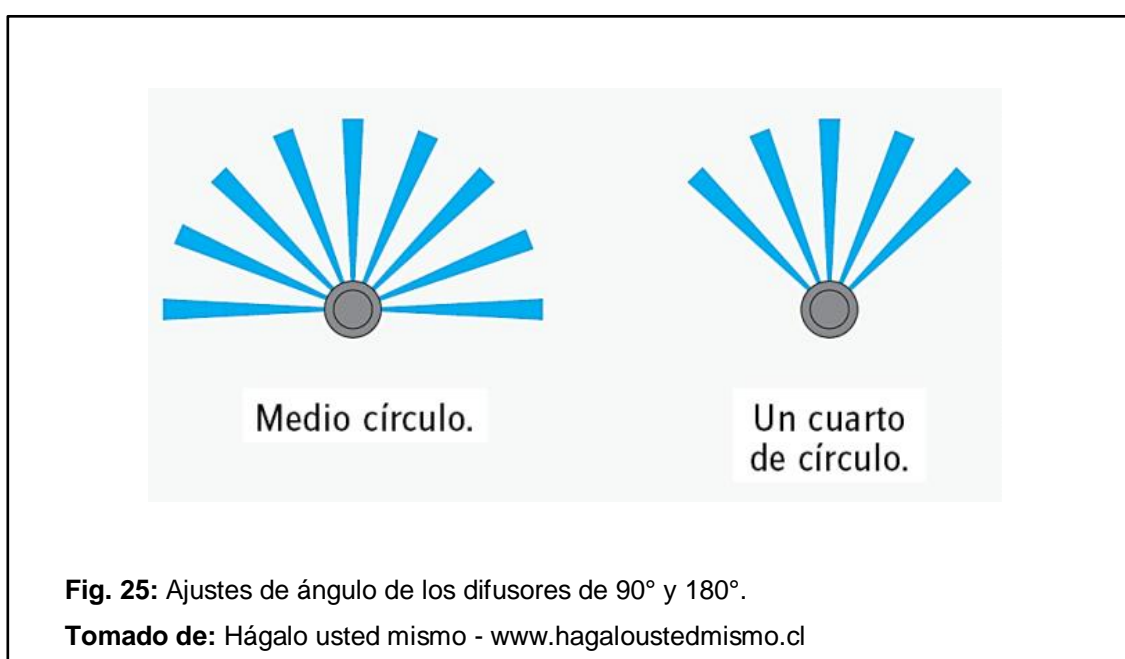 Medio círculo.
Un cuarto
de círculo.
Fig. 25: Ajustes de ángulo de los difusores de 90° y 180°.
Tomado de: Hágalo usted mismo - www.hagaloustedmismo.cl